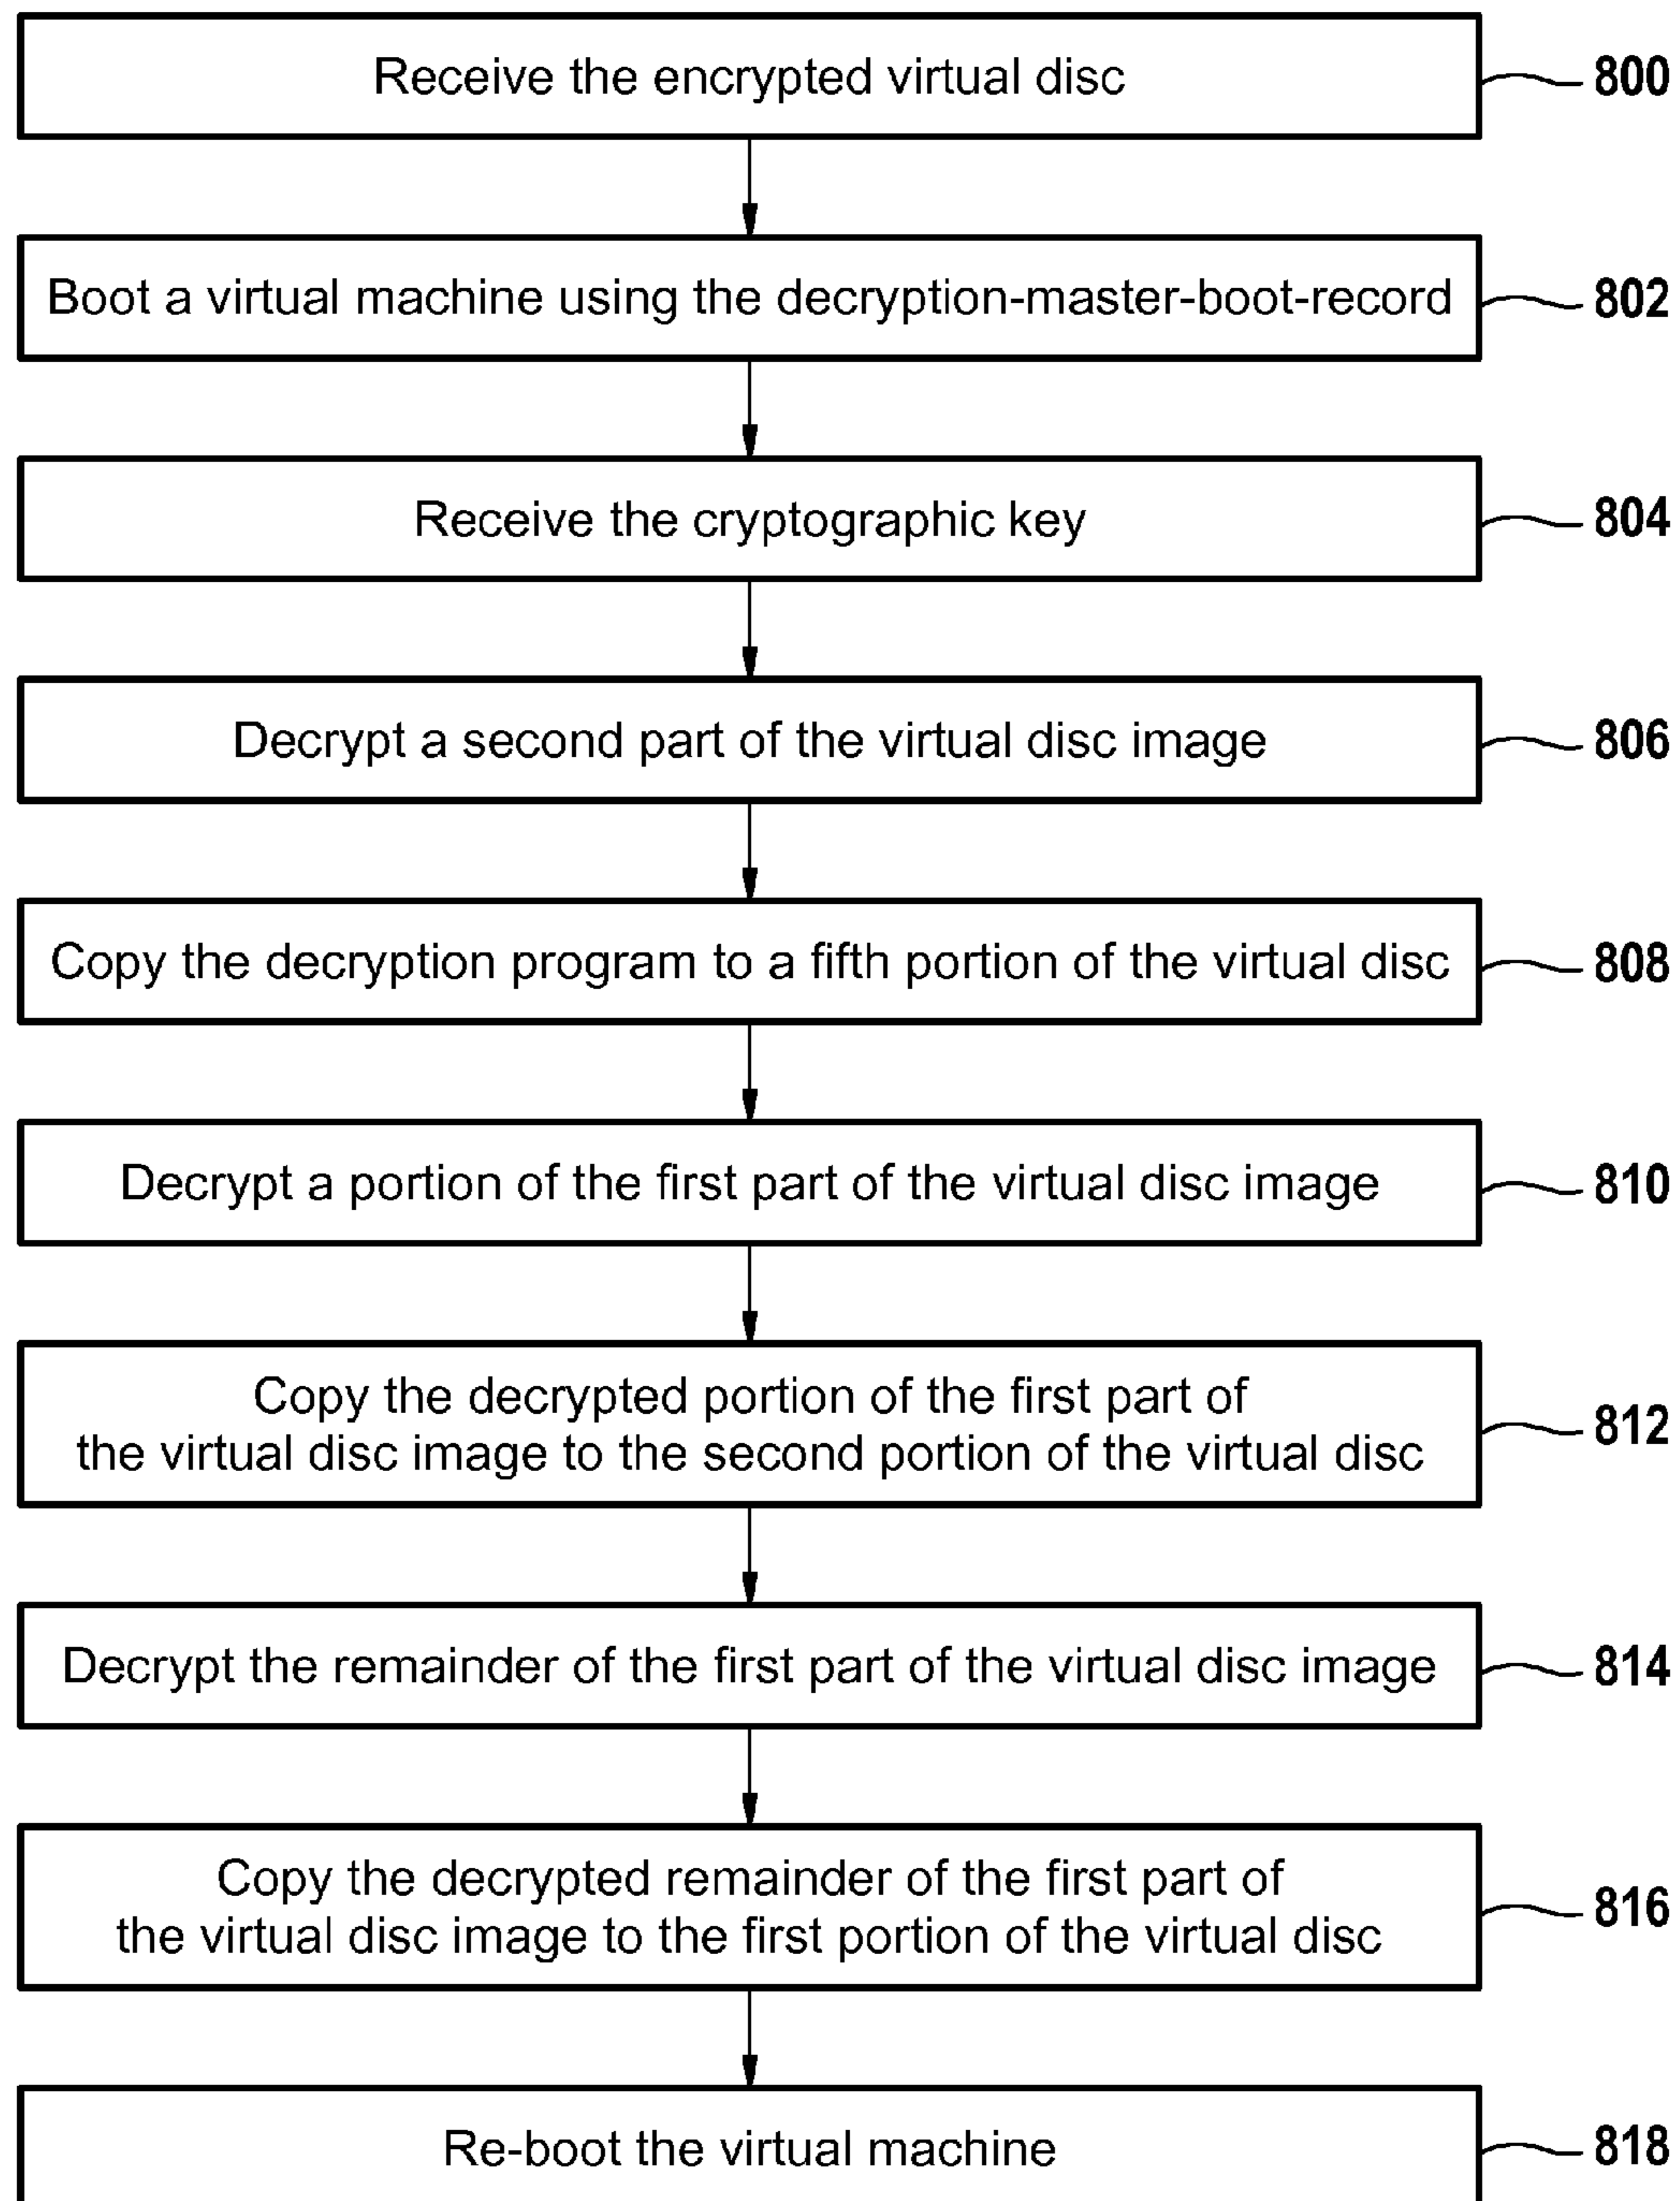 Receive the encrypted virtual disc
800
Boot a virtual machine using the decryption-master-boot-record
802
Receive the cryptographic key
804
Decrypt a second part of the virtual disc image
806
Copy the decryption program to a fifth portion of the virtual disc
808
Decrypt a portion of the first part of the virtual disc image
810
Copy the decrypted portion of the first part of
the virtual disc image to the second portion of the virtual disc
812
Decrypt the remainder of the first part of the virtual disc image
814
Copy the decrypted remainder of the first part of
the virtual disc image to the first portion of the virtual disc
816
Re-boot the virtual machine
818